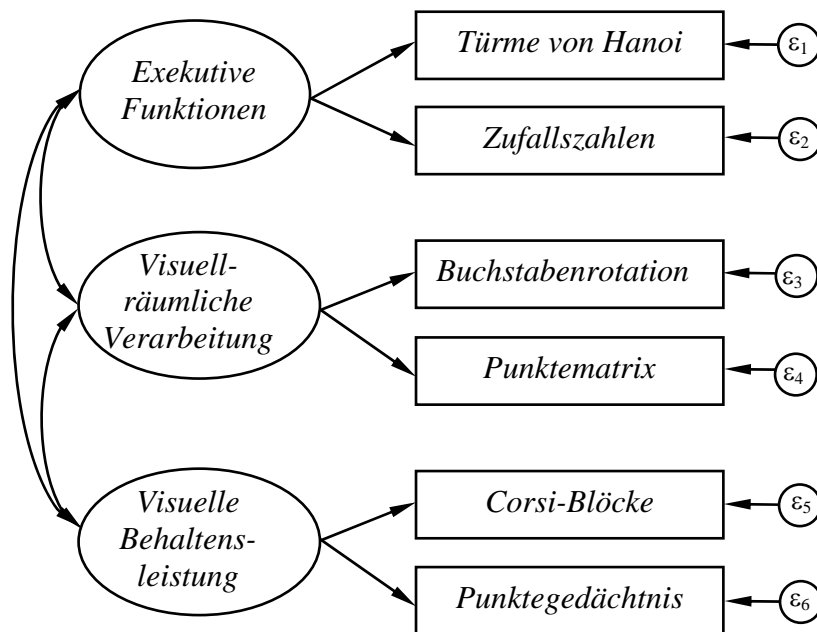 Exekutive
Funktionen
Türme von Hanoi
ε1
Zufallszahlen
ε2
Visuell-
räumliche
Verarbeitung
Buchstabenrotation
ε3
Punktematrix
ε4
Visuelle
Behaltens-
leistung
Corsi-Blöcke
ε5
Punktegedächtnis
ε6